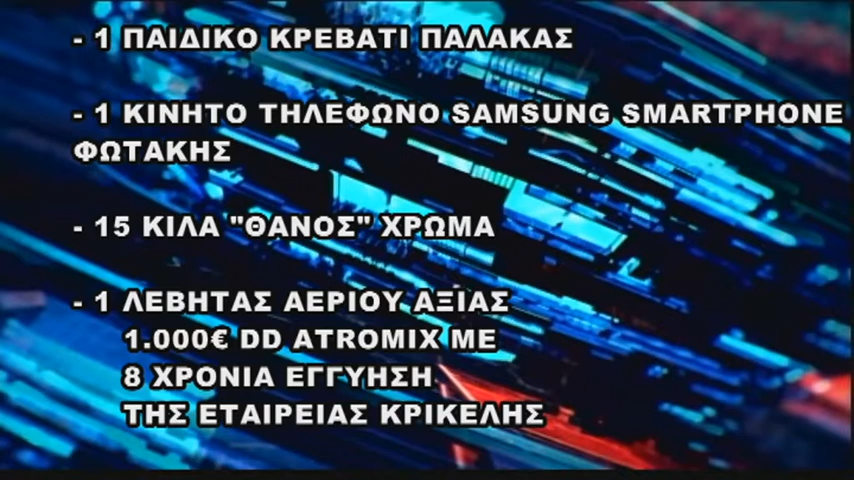 - 1 ΠΑΙΔΙΚΟ ΚΡΕΒΑΤΙ ΠΑΛΑΚΑΣ
- 1 ΚΙΝΗΤΟ ΤΗΛΕΦΩΝΟ SAMSUNG SMARTPHONE
ΦΩΤΑΚΗΣ
- 15 ΚΙΛΑ "ΘΑΝΟΣ" ΧΡΩΜΑ
- 1 ΛΕΒΗΤΑΣ ΑΕΡΙΟΥ ΑΞΙΑΣ
1.000€ DD ATROMIX ΜΕ
8 ΧΡΟΝΙΑ ΕΓΓΥΗΣΗ
ΤΗΣ ΕΤΑΙΡΕΙΑΣ ΚΡΙΚΕΛΗΣ